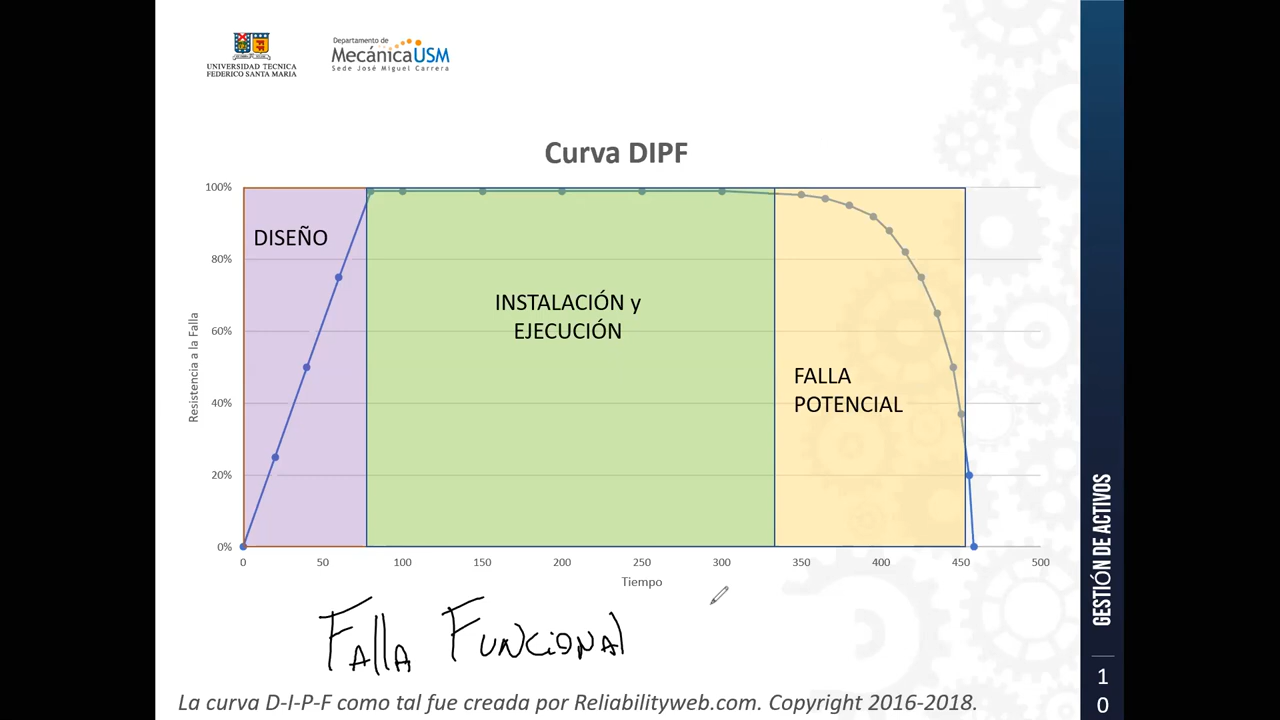 UNIVERSIDAD TECNICA
FEDERICO SANTA MARIA
Departamento de
MecánicaUSM
Sede José Miguel Carrera
Curva DIPF
100%
80%
60%
40%
20%
0%
Resistencia a la Falla
DISEÑO
INSTALACIÓN y
EJECUCIÓN
FALLA
POTENCIAL
0 50 100 150 200 250 300 350 400 450 500
Tiempo
FAllA FUNCiONAl
La curva D-I-P-F como tal fue creada por Reliabilityweb.com. Copyright 2016-2018.
GESTIÓN DE ACTIVOS
1
0